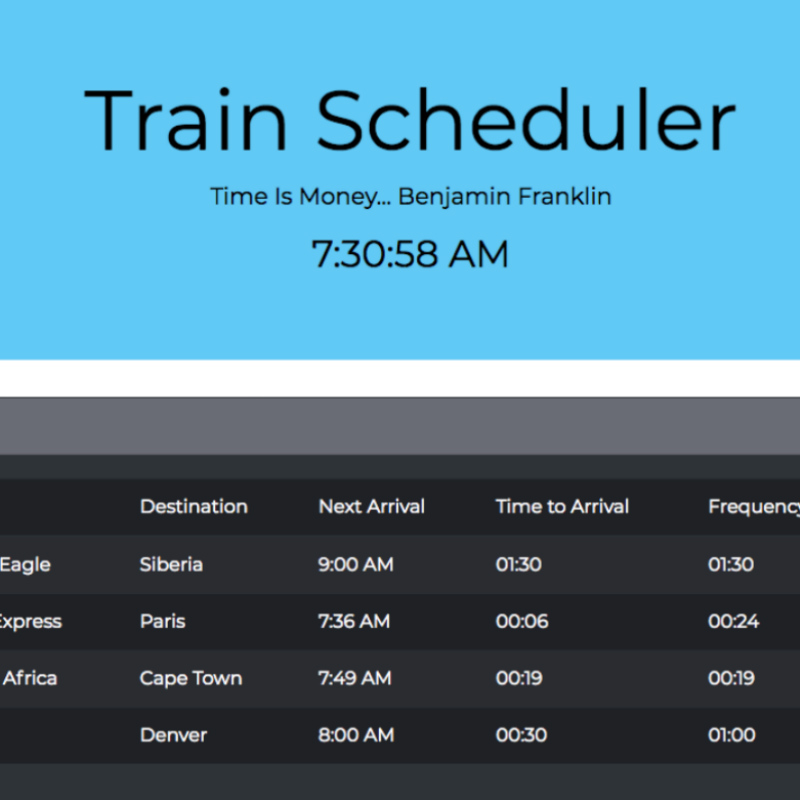 Train Scheduler
Time Is Money... Benjamin Franklin
7:30:58 AM
Destination Next Arrival Time to Arrival Frequency
Eagle Siberia 9:00 AM 01:30 01:30
Express Paris 7:36 AM 00:06 00:24
Africa Cape Town 7:49 AM 00:19 00:19
Denver 8:00 AM 00:30 01:00